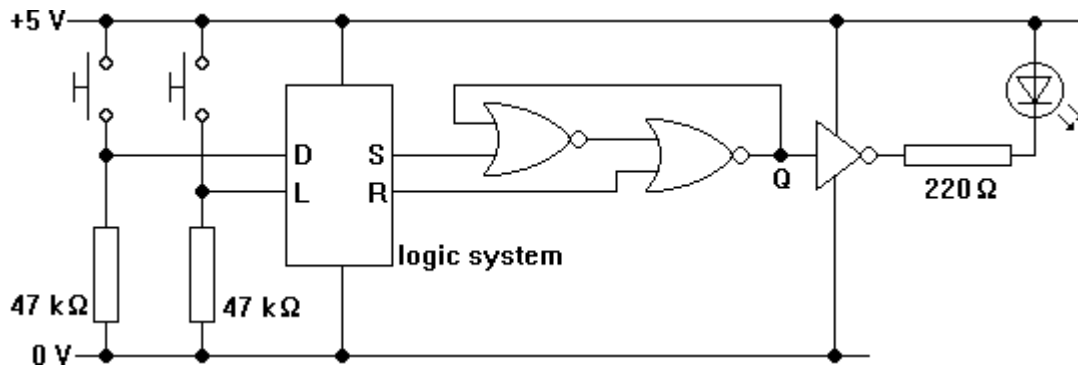 +5 V
D S
L R
Q
220 Ω
logic system
47 kΩ 47 kΩ
0 V